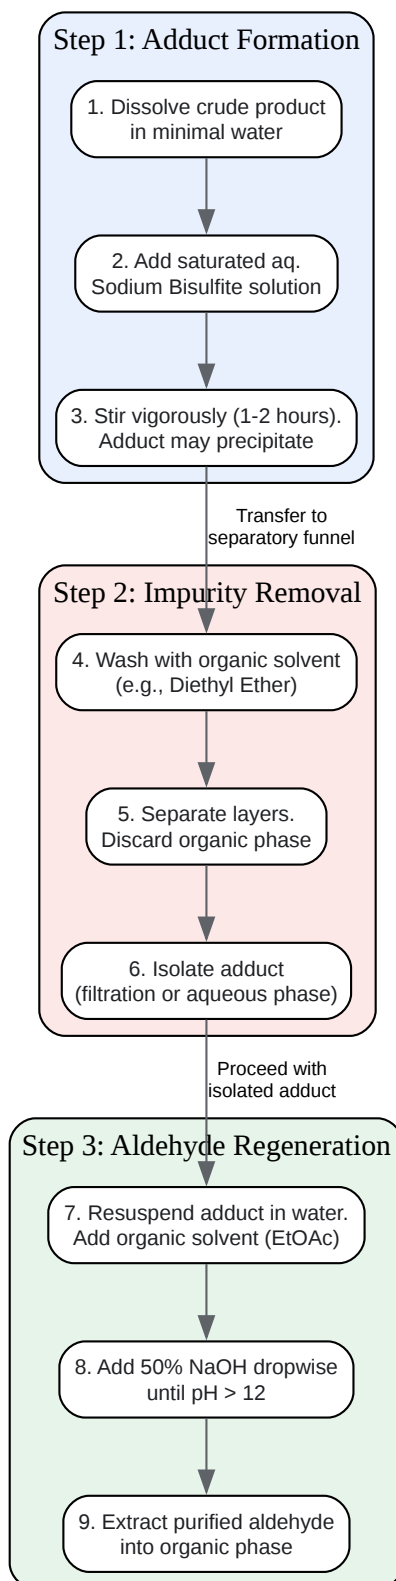 Step 1: Adduct Formation
1. Dissolve crude product
in minimal water
2. Add saturated aq.
Sodium Bisulfite solution
3. Stir vigorously (1-2 hours).
Adduct may precipitate
Transfer to
separatory funnel
Step 2: Impurity Removal
4. Wash with organic solvent
(e.g., Diethyl Ether)
5. Separate layers.
Discard organic phase
6. Isolate adduct
(filtration or aqueous phase)
Proceed with
isolated adduct
Step 3: Aldehyde Regeneration
7. Resuspend adduct in water.
Add organic solvent (EtOAc)
8. Add 50% NaOH dropwise
until pH > 12
9. Extract purified aldehyde
into organic phase